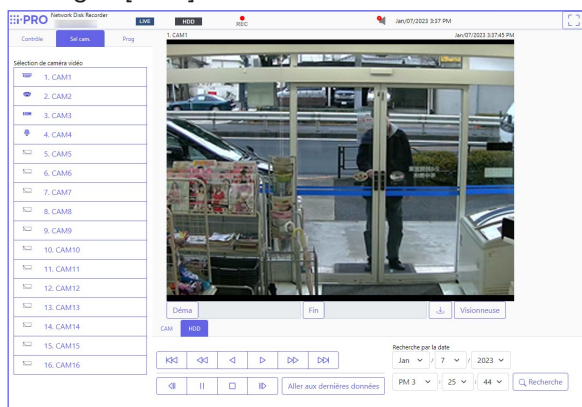 i-PRO Network Disk Recorder
LIVE
HDD
REC
Jan/07/2023 3:37 PM
Contrôle
Sel cam.
Prog
1. CAM1
Jan/07/2023 3:37:45 PM
Sélection de caméra vidéo
1. CAM1
2. CAM2
3. CAM3
4. CAM4
5. CAM5
6. CAM6
7. CAM7
8. CAM8
9. CAM9
10. CAM10
11. CAM11
12. CAM12
13. CAM13
14. CAM14
15. CAM15
16. CAM16
Déma
Fin
Visionneuse
CAM
HDD
Recherche par la date
Jan / 7 / 2023
PM 3 : 25 : 44
Recherche
Aller aux dernières données